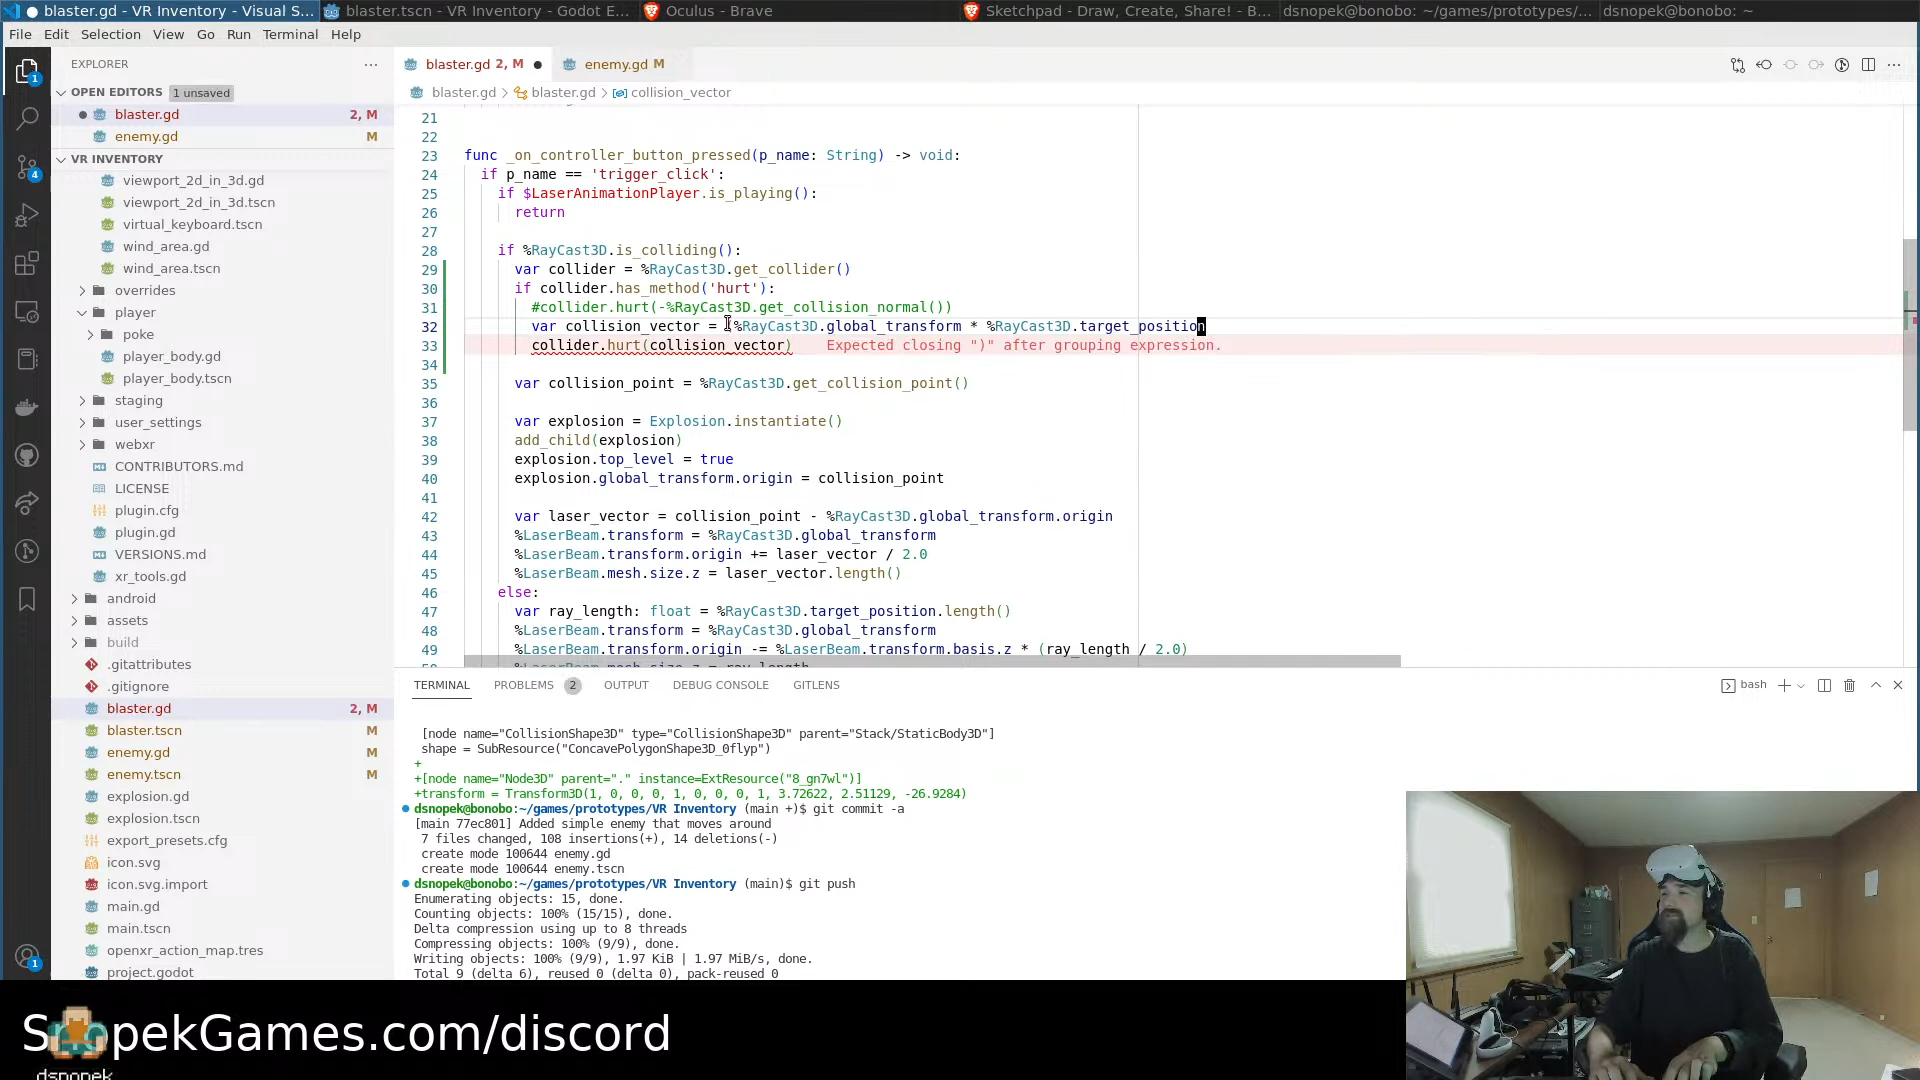 blaster.gd - VR Inventory - Visual S...
blaster.tscn - VR Inventory - Godot E...
Oculus - Brave
Sketchpad - Draw, Create, Share! - B...
dsnopek@bonobo: ~/games/prototypes/...
dsnopek@bonobo: ~
File Edit Selection View Go Run Terminal Help
EXPLORER
OPEN EDITORS 1 unsaved
blaster.gd 2, M
enemy.gd M
VR INVENTORY
viewport_2d_in_3d.gd
viewport_2d_in_3d.tscn
virtual_keyboard.tscn
wind_area.gd
wind_area.tscn
overrides
player
poke
player_body.gd
player_body.tscn
staging
user_settings
webxr
CONTRIBUTORS.md
LICENSE
plugin.cfg
plugin.gd
VERSIONS.md
xr_tools.gd
android
assets
build
.gitattributes
.gitignore
blaster.gd 2, M
blaster.tscn M
enemy.gd M
enemy.tscn M
explosion.gd
explosion.tscn
export_presets.cfg
icon.svg
icon.svg.import
main.gd
main.tscn
openxr_action_map.tres
project.godot
1
4
1
blaster.gd 2, M
enemy.gd M
blaster.gd > blaster.gd > collision_vector
21
22
23 func _on_controller_button_pressed(p_name: String) -> void:
24 if p_name == 'trigger_click':
25 if $LaserAnimationPlayer.is_playing():
26 return
27
28 if %RayCast3D.is_colliding():
29 var collider = %RayCast3D.get_collider()
30 if collider.has_method('hurt'):
31 #collider.hurt(-%RayCast3D.get_collision_normal())
32 var collision_vector = (%RayCast3D.global_transform * %RayCast3D.target_position
33 collider.hurt(collision_vector) Expected closing ")" after grouping expression.
34
35 var collision_point = %RayCast3D.get_collision_point()
36
37 var explosion = Explosion.instantiate()
38 add_child(explosion)
39 explosion.top_level = true
40 explosion.global_transform.origin = collision_point
41
42 var laser_vector = collision_point - %RayCast3D.global_transform.origin
43 %LaserBeam.transform = %RayCast3D.global_transform
44 %LaserBeam.transform.origin += laser_vector / 2.0
45 %LaserBeam.mesh.size.z = laser_vector.length()
46 else:
47 var ray_length: float = %RayCast3D.target_position.length()
48 %LaserBeam.transform = %RayCast3D.global_transform
49 %LaserBeam.transform.origin -= %LaserBeam.transform.basis.z * (ray_length / 2.0)
TERMINAL PROBLEMS 2 OUTPUT DEBUG CONSOLE GITLENS
bash
[node name="CollisionShape3D" type="CollisionShape3D" parent="Stack/StaticBody3D"]
shape = SubResource("ConcavePolygonShape3D_0flyp")
+
+[node name="Node3D" parent="." instance=ExtResource("8_gn7wl")]
+transform = Transform3D(1, 0, 0, 0, 1, 0, 0, 0, 1, 3.72622, 2.51129, -26.9284)
dsnopek@bonobo:~/games/prototypes/VR Inventory (main +)$ git commit -a
[main 77ec801] Added simple enemy that moves around
7 files changed, 108 insertions(+), 14 deletions(-)
create mode 100644 enemy.gd
create mode 100644 enemy.tscn
dsnopek@bonobo:~/games/prototypes/VR Inventory (main)$ git push
Enumerating objects: 15, done.
Counting objects: 100% (15/15), done.
Delta compression using up to 8 threads
Compressing objects: 100% (9/9), done.
Writing objects: 100% (9/9), 1.97 KiB | 1.97 MiB/s, done.
Total 9 (delta 6), reused 0 (delta 0), pack-reused 0
SnopekGames.com/discord
dsnopek